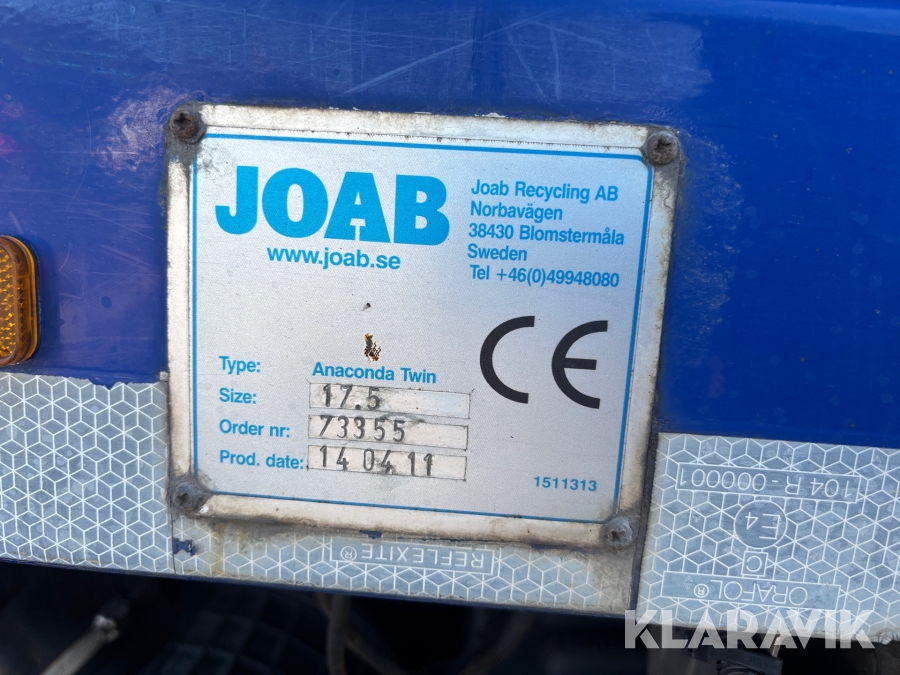 JOAB
www.joab.se
Joab Recycling AB
Norbavägen
38430 Blomstermåla
Sweden
Tel +46(0)49948080
CE
Type: Anaconda Twin
Size: 17.5
Order nr: 73355
Prod. date: 14 04 11
1511313
104 R-000001
E4
C
ORAFOL®
REFLEXITE®
KLARAVIK